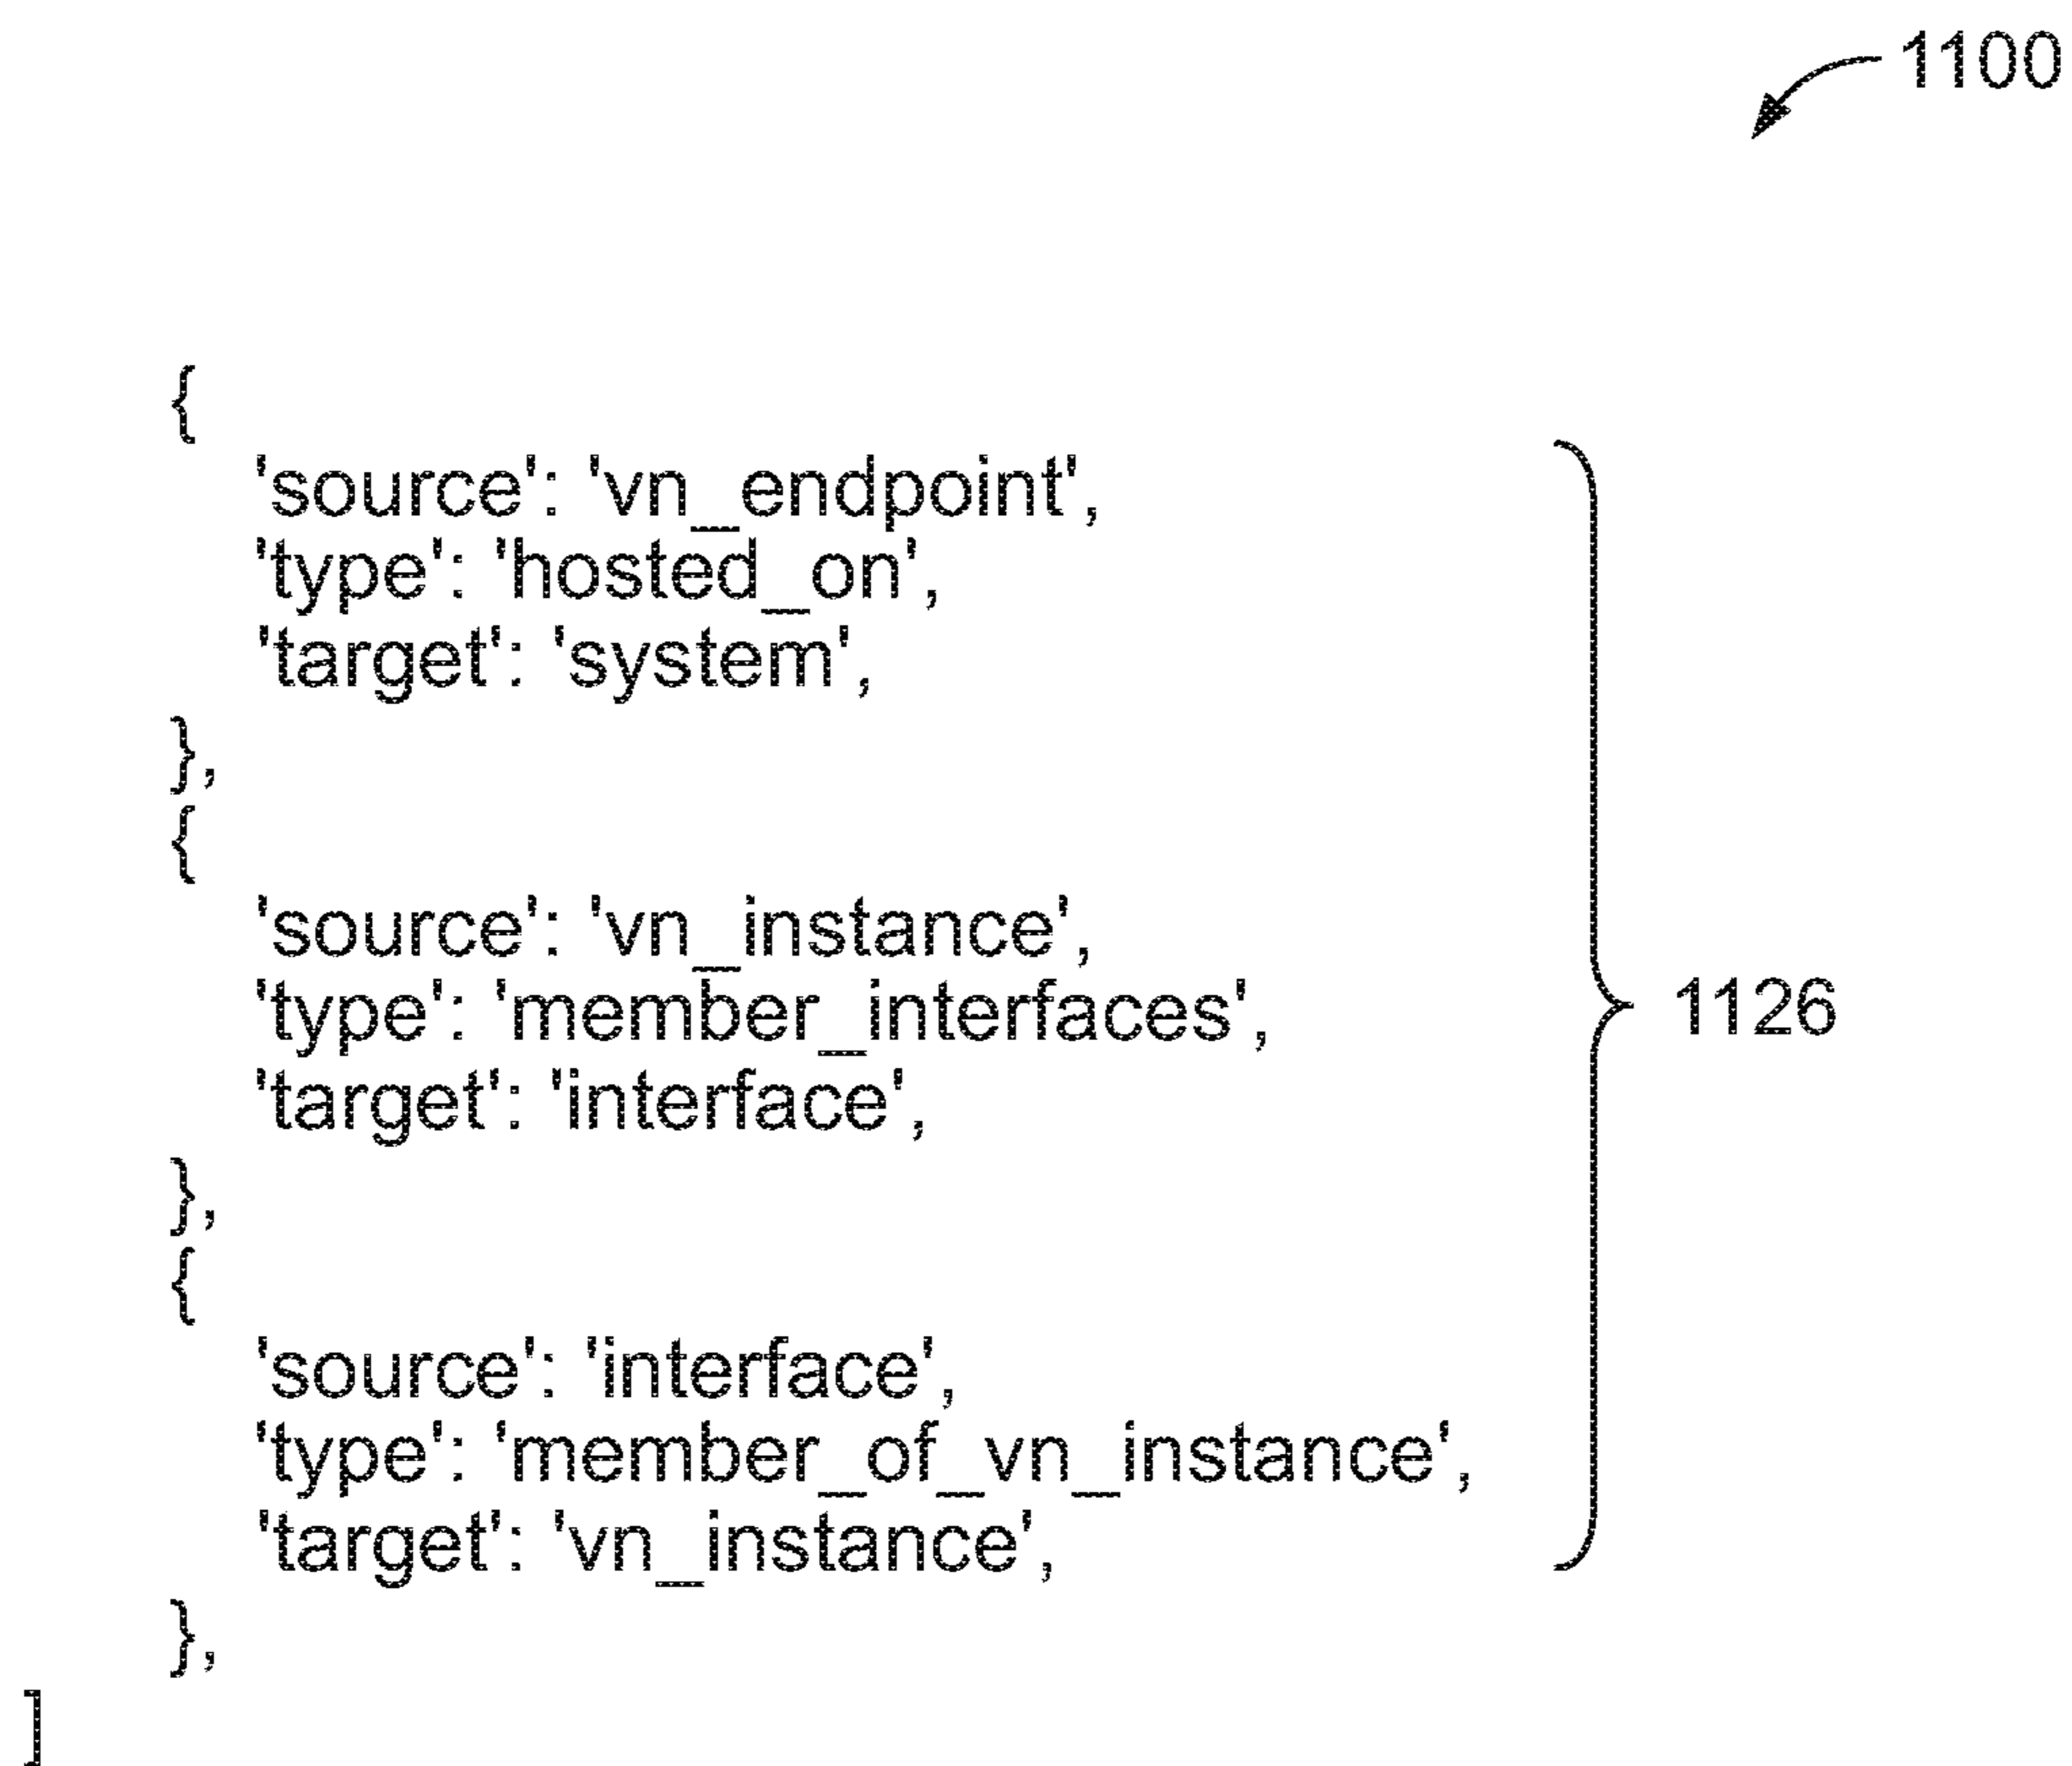 1100
{
'source': 'vn_endpoint',
'type': 'hosted_on',
'target': 'system',
},
{
'source': 'vn_instance',
'type': 'member_interfaces',
'target': 'interface',
},
1126
{
'source': 'interface',
'type': 'member_of_vn_instance',
'target': 'vn_instance',
},
]